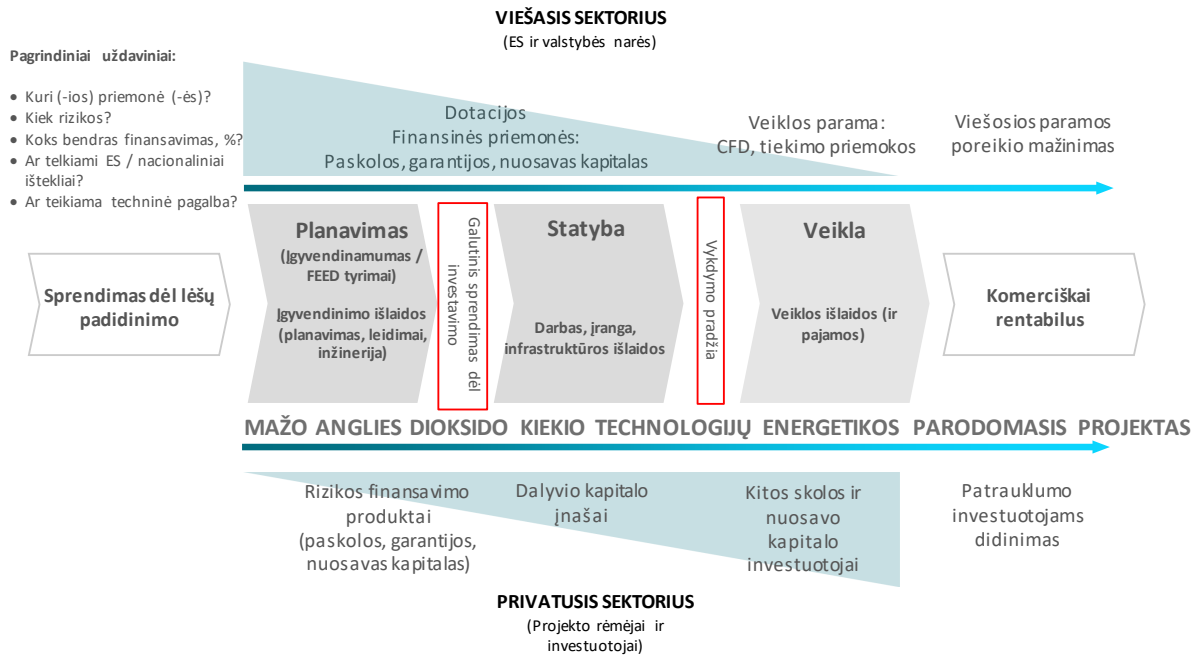 VIEŠASIS SEKTORIUS
(ES ir valstybės narės)
Pagrindiniai uždaviniai:
• Kuri (-ios) priemonė (-ės)?
• Kiek rizikos?
• Koks bendras finansavimas, %?
• Ar telkiami ES / nacionaliniai
ištekliai?
• Ar teikiama techninė pagalba?
Dotacijos
Finansinės priemonės:
Paskolos, garantijos, nuosavas kapitalas
Veiklos parama:
CFD, tiekimo priemokos
Viešosios paramos
poreikio mažinimas
Sprendimas dėl lėšų
padidinimo
Planavimas
(Įgyvendinamumas /
FEED tyrimai)
Įgyvendinimo išlaidos
(planavimas, leidimai,
inžinerija)
Galutinis sprendimas dėl
investavimo
Statyba
Darbas, įranga,
infrastruktūros išlaidos
Vykdymo pradžia
Veikla
Veiklos išlaidos (ir
pajamos)
Komerciškai
rentabilus
MAŽO ANGLIES DIOKSIDO KIEKIO TECHNOLOGIJŲ ENERGETIKOS PARODOMASIS PROJEKTAS
Rizikos finansavimo
produktai
(paskolos, garantijos,
nuosavas kapitalas)
Dalyvio kapitalo
įnašai
Kitos skolos ir
nuosavo
kapitalo
investuotojai
Patrauklumo
investuotojams
didinimas
PRIVATUSIS SEKTORIUS
(Projekto rėmėjai ir
investuotojai)